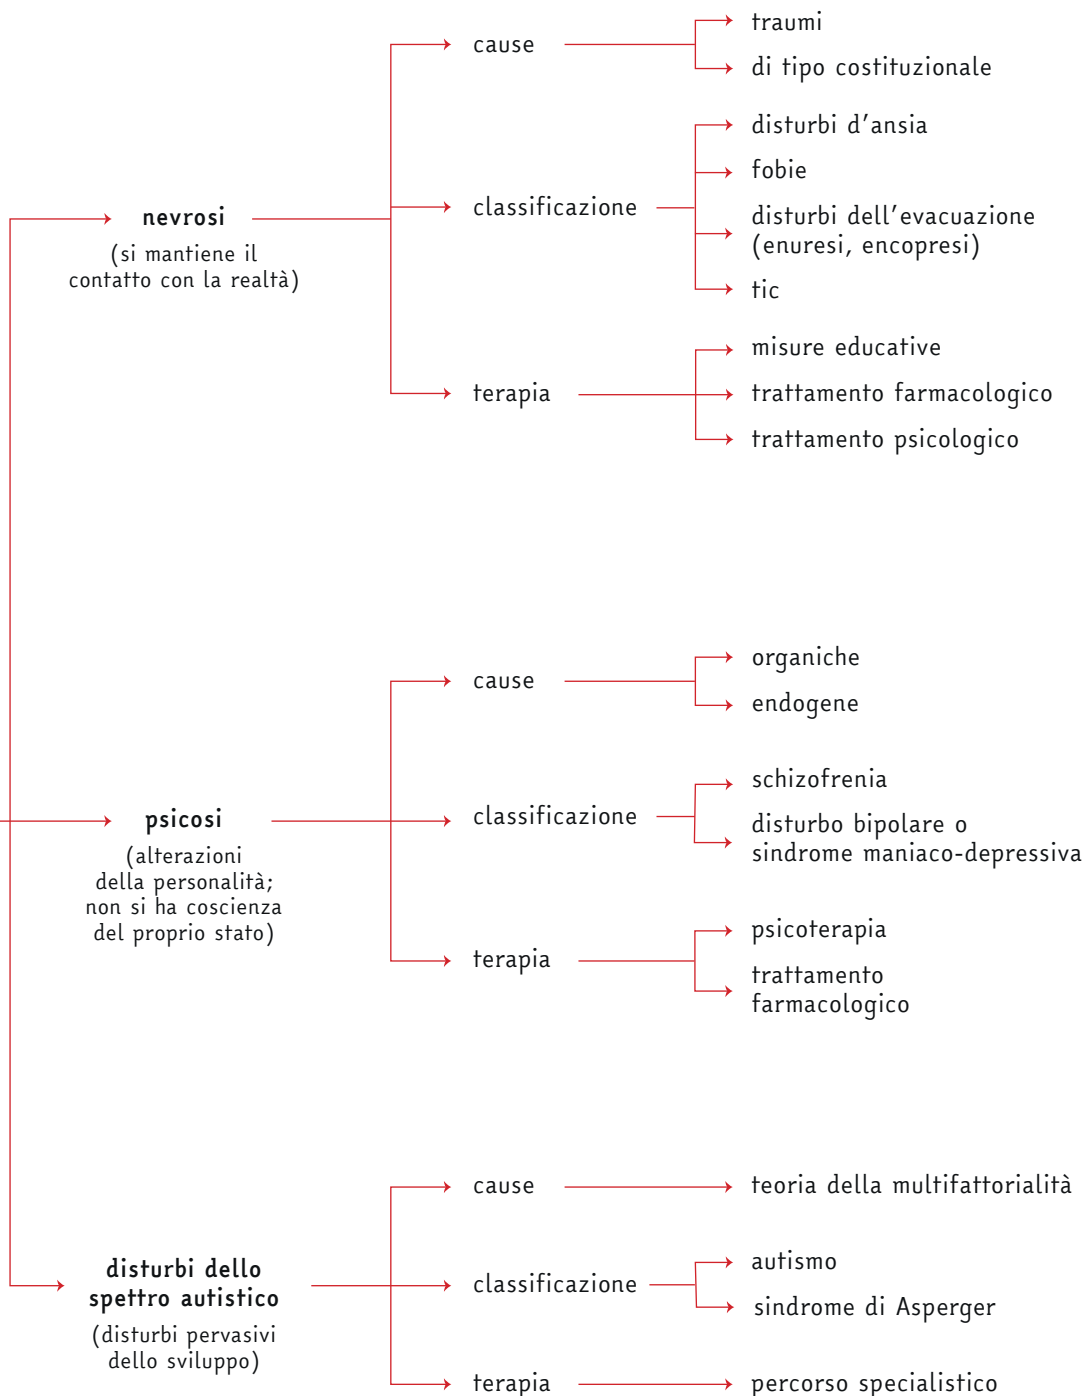 nevrosi
(si mantiene il
contatto con la realtà)
cause
traumi
di tipo costituzionale
classificazione
disturbi d'ansia
fobie
disturbi dell'evacuazione
(enuresi, encopresi)
tic
terapia
misure educative
trattamento farmacologico
trattamento psicologico
psicosi
(alterazioni
della personalità;
non si ha coscienza
del proprio stato)
cause
organiche
endogene
classificazione
schizofrenia
disturbo bipolare o
sindrome maniaco-depressiva
terapia
psicoterapia
trattamento
farmacologico
disturbi dello
spettro autistico
(disturbi pervasivi
dello sviluppo)
cause
teoria della multifattorialità
classificazione
autismo
sindrome di Asperger
terapia
percorso specialistico